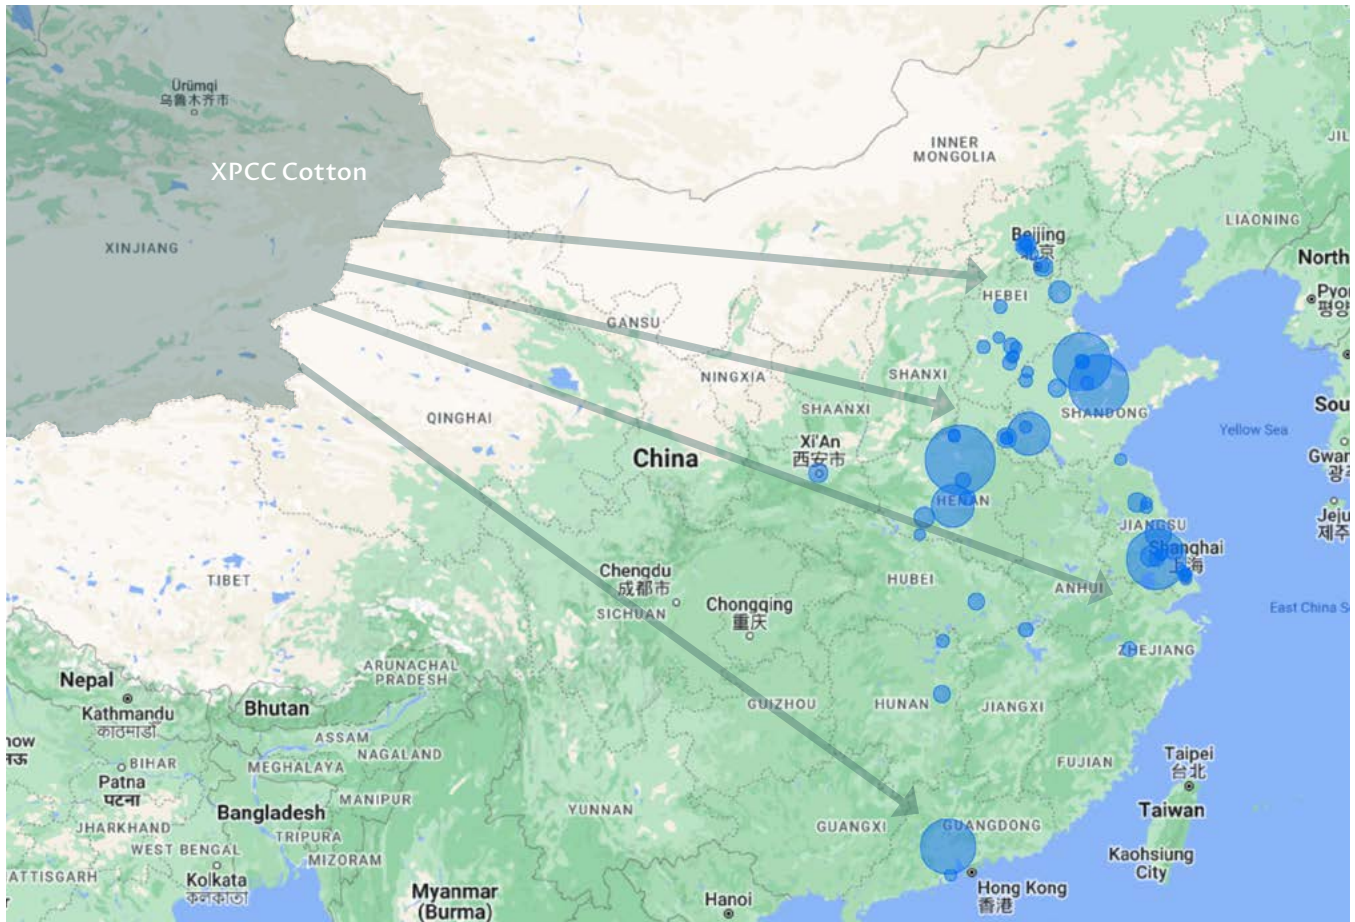 Ürümqi
乌鲁木齐市
XPCC Cotton
XINJIANG
INNER
MONGOLIA
JIL
LIAONING
Beijing
北京
North
HEBEI
Pyo
평양
GANSU
NINGXIA
SHANXI
SHAANXI
SHANDONG
QINGHAI
Xi'An
西安市
China
Yellow Sea
Sou
Gwan
HENAN
Jeju
JIANGSU
Shanghai
上海
TIBET
Chengdu
成都市
SICHUAN
Chongqing
重庆
HUBEI
ANHUI
East China S
ZHEJIANG
ARUNACHAL
PRADESH
Nepal
Kathmandu
काठमाडौँ
Bhutan
GUIZHOU
HUNAN
JIANGXI
ASSAM
NAGALAND
MEGHALAYA
BIHAR
Patna
पटना
FUJIAN
Taipei
台北
MANIPUR
Bangladesh
YUNNAN
Taiwan
JHARKHAND
TRIPURA
WEST BENGAL
MIZORAM
GUANGXI
GUANGDONG
ATTISGARH
Kolkata
কলকাতা
Kaohsiung
City
Myanmar
(Burma)
Hanoi
Hong Kong
香港